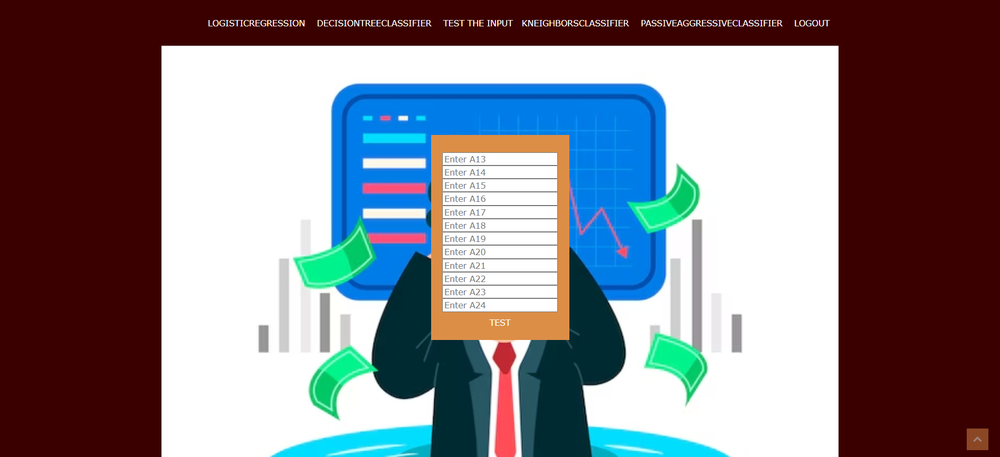 LOGISTICREGRESSION DECISIONTREECLASSIFIER TEST THE INPUT KNEIGHBORSCLASSIFIER PASSIVEAGGRESSIVECLASSIFIER LOGOUT
Enter A13
Enter A14
Enter A15
Enter A16
Enter A17
Enter A18
Enter A19
Enter A20
Enter A21
Enter A22
Enter A23
Enter A24
TEST